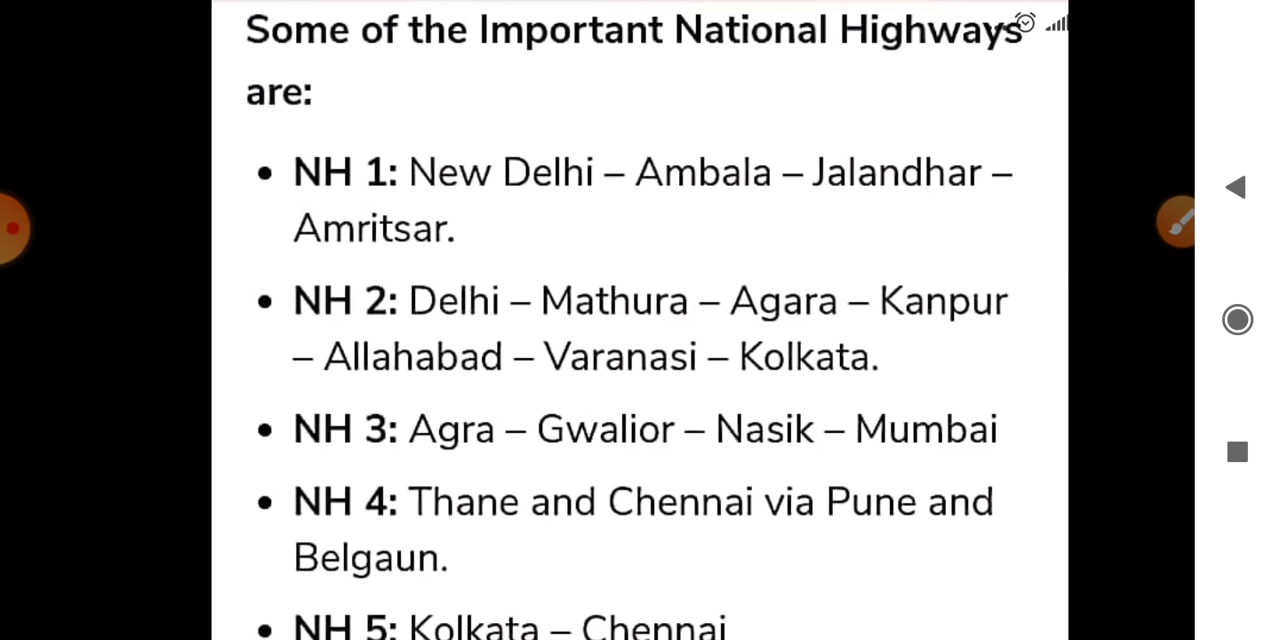 Some of the Important National Highways
are:
• NH 1: New Delhi – Ambala – Jalandhar –
Amritsar.
• NH 2: Delhi – Mathura – Agara – Kanpur
– Allahabad – Varanasi – Kolkata.
• NH 3: Agra – Gwalior – Nasik – Mumbai
• NH 4: Thane and Chennai via Pune and
Belgaun.
• NH 5: Kolkata – Chennai